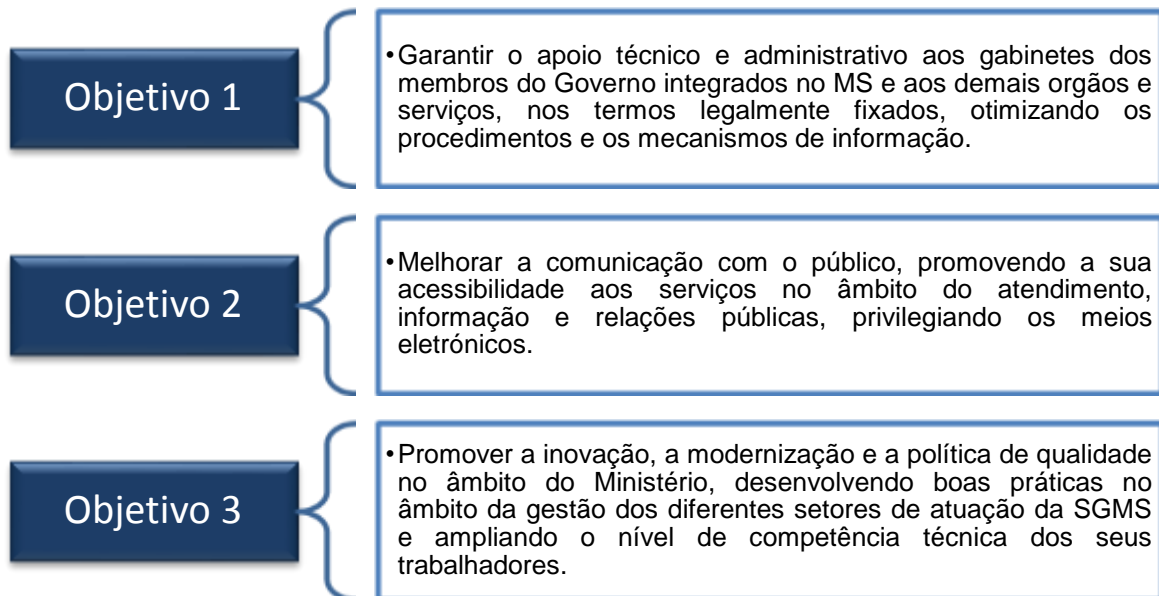 Objetivo 1
•Garantir o apoio técnico e administrativo aos gabinetes dos
membros do Governo integrados no MS e aos demais orgãos e
serviços, nos termos legalmente fixados, otimizando os
procedimentos e os mecanismos de informação.
Objetivo 2
•Melhorar a comunicação com o público, promovendo a sua
acessibilidade aos serviços no âmbito do atendimento,
informação e relações públicas, privilegiando os meios
eletrónicos.
Objetivo 3
•Promover a inovação, a modernização e a política de qualidade
no âmbito do Ministério, desenvolvendo boas práticas no
âmbito da gestão dos diferentes setores de atuação da SGMS
e ampliando o nível de competência técnica dos seus
trabalhadores.